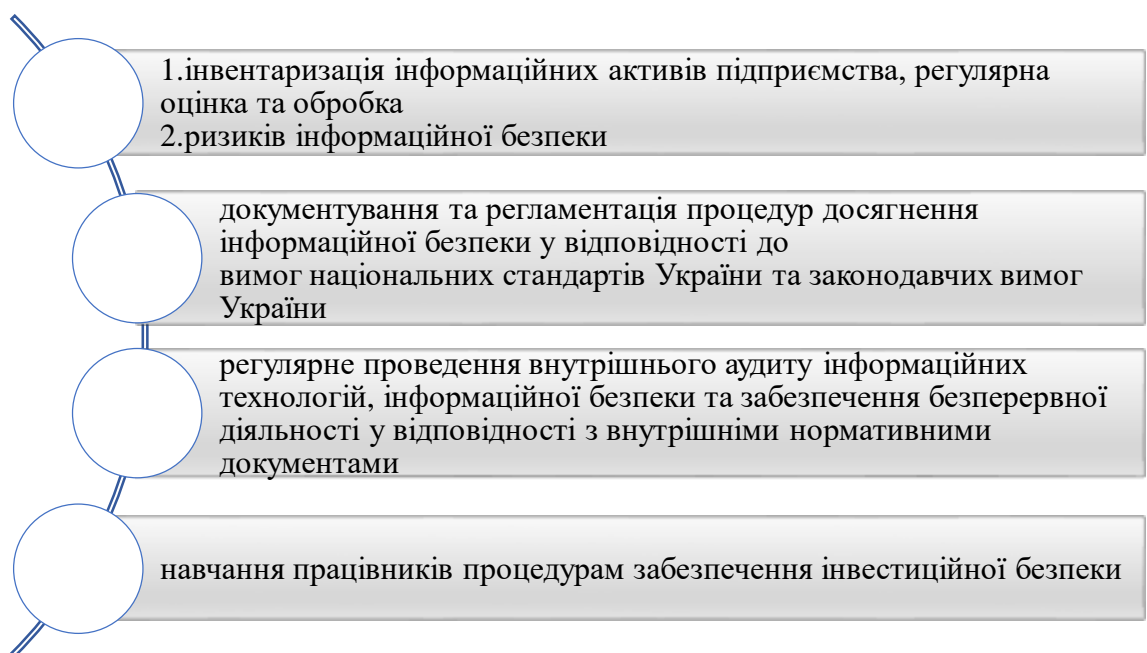 1.інвентаризація інформаційних активів підприємства, регулярна
оцінка та обробка
2.ризиків інформаційної безпеки
документування та регламентація процедур досягнення
інформаційної безпеки у відповідності до
вимог національних стандартів України та законодавчих вимог
України
регулярне проведення внутрішнього аудиту інформаційних
технологій, інформаційної безпеки та забезпечення безперервної
діяльності у відповідності з внутрішніми нормативними
документами
навчання працівників процедурам забезпечення інвестиційної безпеки